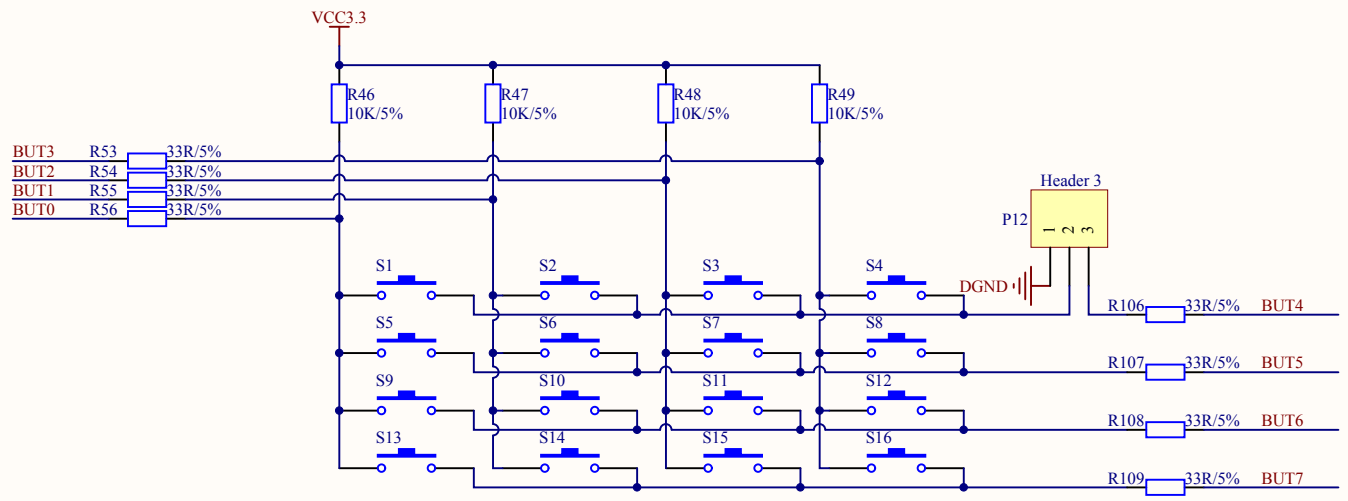 VCC3.3
R46 R47 R48 R49
10K/5% 10K/5% 10K/5% 10K/5%
BUT3 R53 33R/5%
BUT2 R54 33R/5%
BUT1 R55 33R/5%
BUT0 R56 33R/5%
Header 3
P12 1 2 3
S1 S2 S3 S4
DGND
R106 33R/5% BUT4
S5 S6 S7 S8
R107 33R/5% BUT5
S9 S10 S11 S12
R108 33R/5% BUT6
S13 S14 S15 S16
R109 33R/5% BUT7